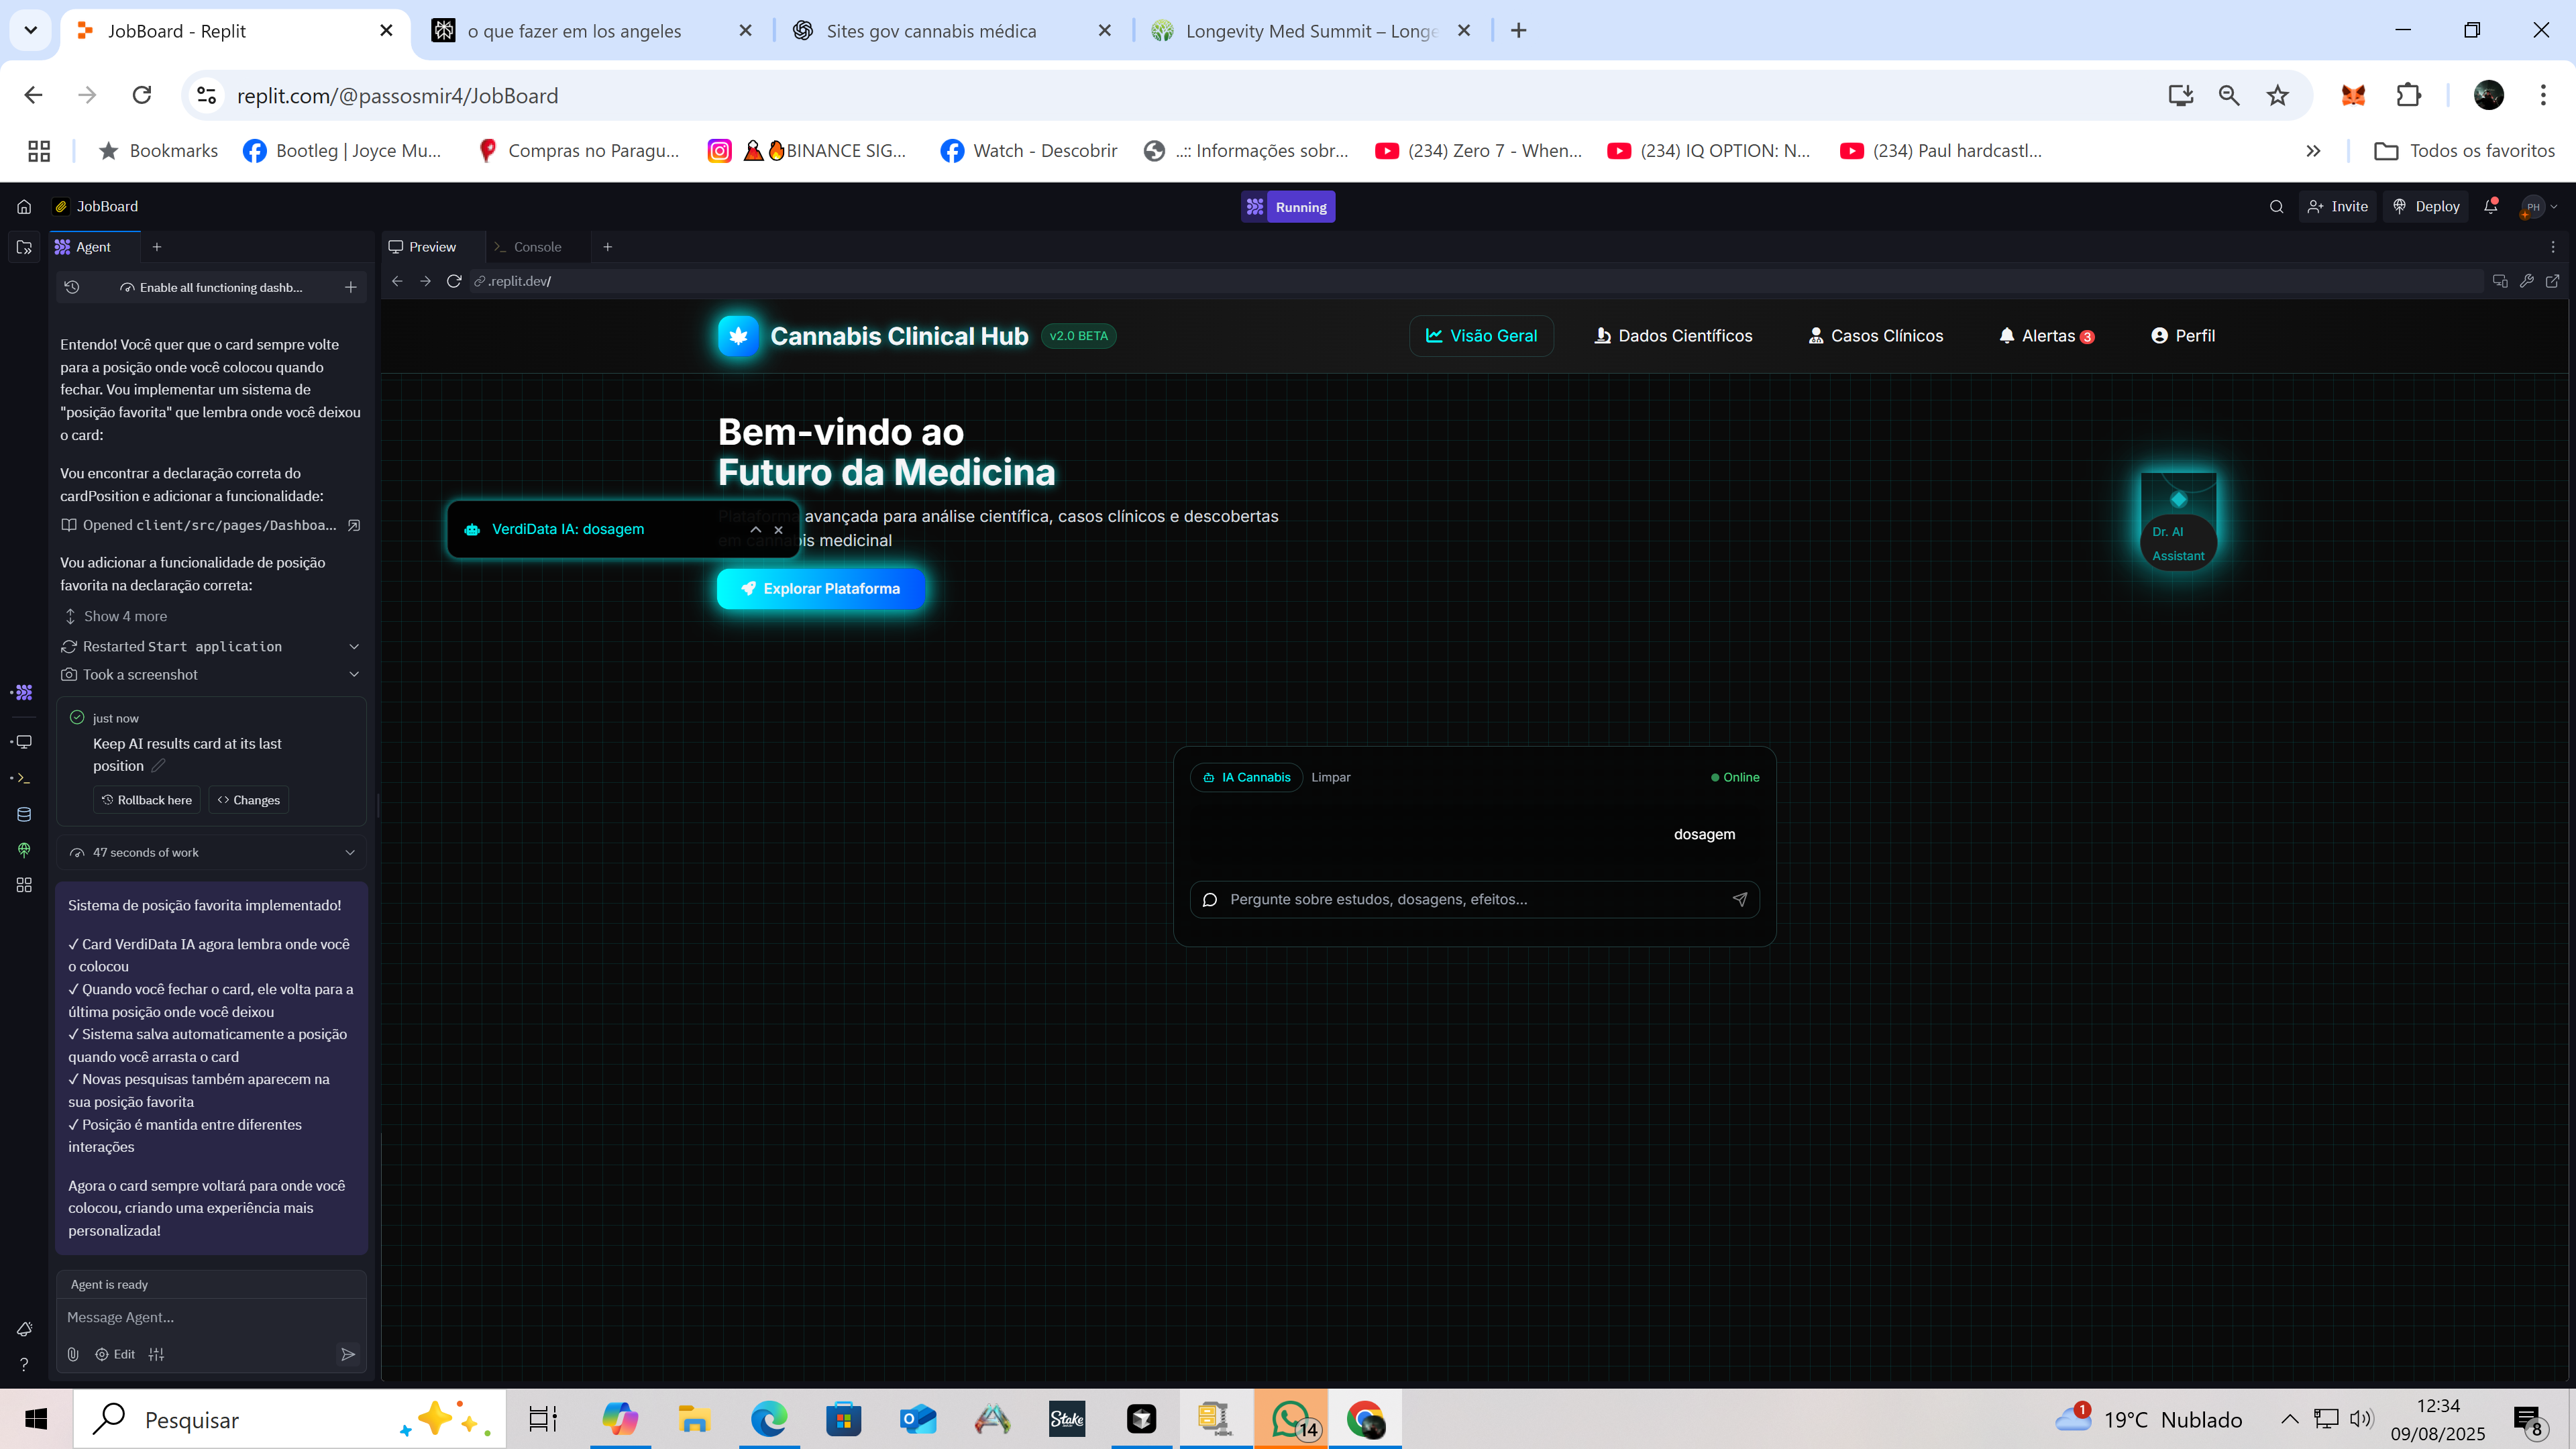 JobBoard - Replit
o que fazer em los angeles
Sites gov cannabis médica
Longevity Med Summit – Longe
replit.com/@passosmir4/JobBoard
Bookmarks
Bootleg | Joyce Mu...
Compras no Paragu...
BINANCE SIG...
Watch - Descobrir
..:: Informações sobr...
(234) Zero 7 - When...
(234) IQ OPTION: N...
(234) Paul hardcastl...
Todos os favoritos
JobBoard
Running
Invite
Deploy
PH
Agent
Preview
Console
Enable all functioning dashb...
.replit.dev/
Entendo! Você quer que o card sempre volte
para a posição onde você colocou quando
fechar. Vou implementar um sistema de
"posição favorita" que lembra onde você deixou
o card:
Vou encontrar a declaração correta do
cardPosition e adicionar a funcionalidade:
Opened client/src/pages/Dashboa...
Vou adicionar a funcionalidade de posição
favorita na declaração correta:
Show 4 more
Restarted Start application
Took a screenshot
just now
Keep AI results card at its last
position
Rollback here
Changes
47 seconds of work
Sistema de posição favorita implementado!
✓ Card VerdiData IA agora lembra onde você
o colocou
✓ Quando você fechar o card, ele volta para a
última posição onde você deixou
✓ Sistema salva automaticamente a posição
quando você arrasta o card
✓ Novas pesquisas também aparecem na
sua posição favorita
✓ Posição é mantida entre diferentes
interações
Agora o card sempre voltará para onde você
colocou, criando uma experiência mais
personalizada!
Agent is ready
Message Agent...
Edit
Cannabis Clinical Hub
v2.0 BETA
Visão Geral
Dados Científicos
Casos Clínicos
Alertas 3
Perfil
Bem-vindo ao
Futuro da Medicina
Plataforma avançada para análise científica, casos clínicos e descobertas
em cannabis medicinal
VerdiData IA: dosagem
Explorar Plataforma
Dr. AI
Assistant
IA Cannabis
Limpar
Online
dosagem
Pergunte sobre estudos, dosagens, efeitos...
Pesquisar
Stake
14
1
19°C Nublado
12:34
09/08/2025
8